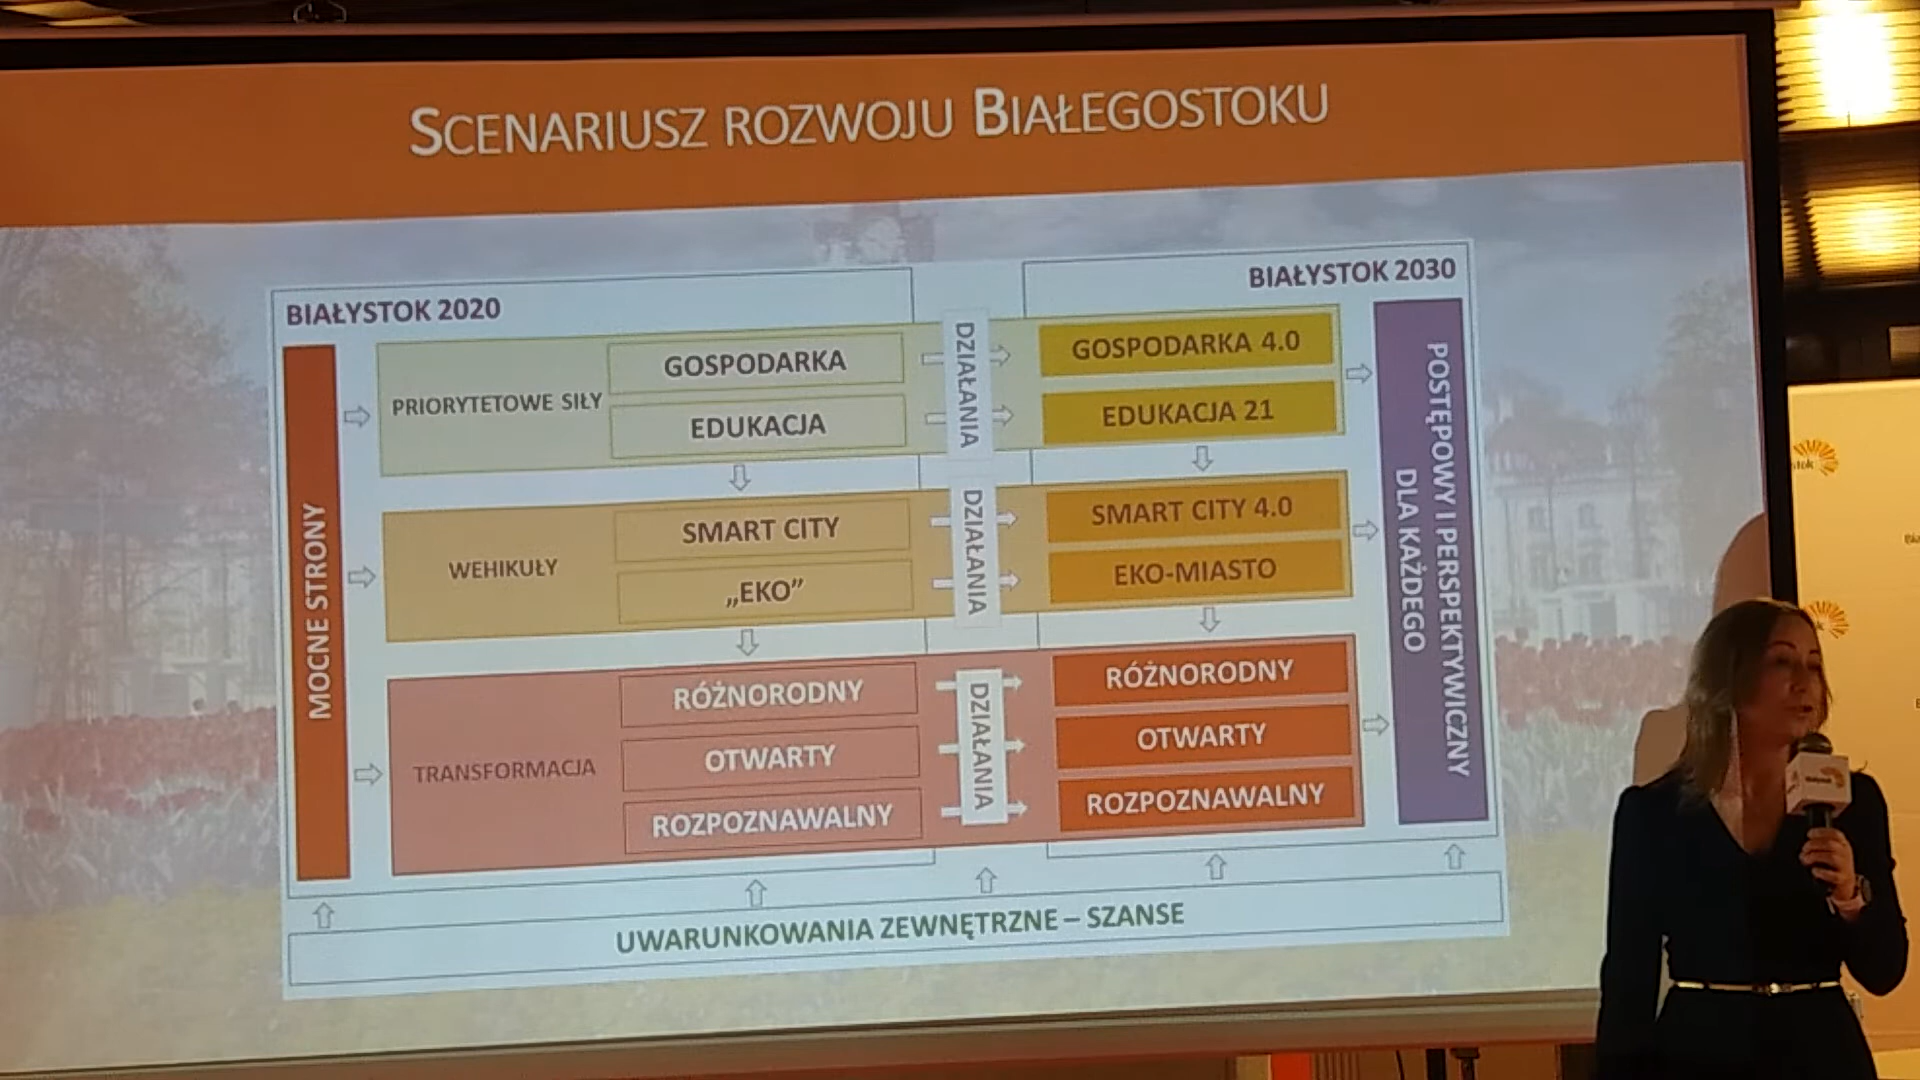 SCENARIUSZ ROZWOJU BIAŁEGOSTOKU
BIAŁYSTOK 2020
BIAŁYSTOK 2030
MOCNE STRONY
PRIORYTETOWE SIŁY
GOSPODARKA
EDUKACJA
DZIAŁANIA
GOSPODARKA 4.0
EDUKACJA 21
WEHIKUŁY
SMART CITY
„EKO”
DZIAŁANIA
SMART CITY 4.0
EKO-MIASTO
TRANSFORMACJA
RÓŻNORODNY
OTWARTY
ROZPOZNAWALNY
DZIAŁANIA
RÓŻNORODNY
OTWARTY
ROZPOZNAWALNY
POSTĘPOWY I PERSPEKTYWICZNY
DLA KAŻDEGO
UWARUNKOWANIA ZEWNĘTRZNE – SZANSE